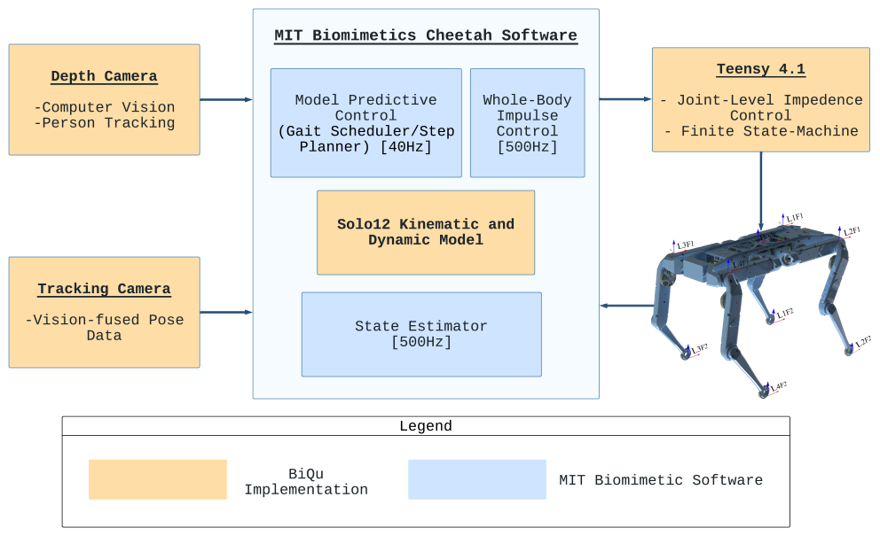 MIT Biomimetics Cheetah Software
Depth Camera
-Computer Vision
-Person Tracking
Model Predictive
Control
(Gait Scheduler/Step
Planner) [40Hz]
Whole-Body
Impulse
Control
[500Hz]
Teensy 4.1
- Joint-Level Impedence
Control
- Finite State-Machine
Solo12 Kinematic and
Dynamic Model
Tracking Camera
-Vision-fused Pose
Data
State Estimator
[500Hz]
L1F1
L2F1
L3F1
L1F2
L2F2
L3F2
L4F2
Legend
BiQu
Implementation
MIT Biomimetic Software